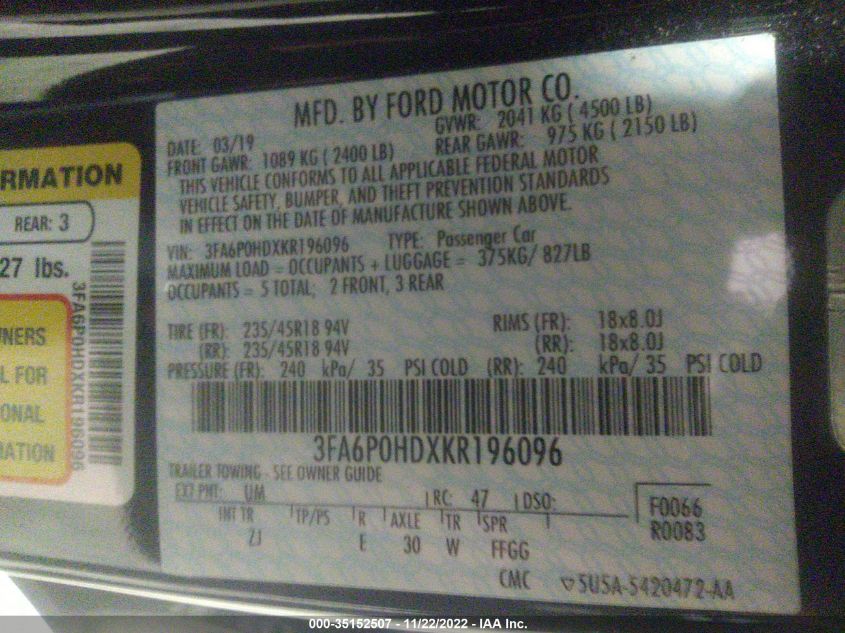 RMATION
REAR: 3
27 lbs.
3FA6P0HDXKR196096
NERS
L FOR
ONAL
ATION
MFD. BY FORD MOTOR CO.
DATE: 03/19 GVWR: 2041 KG ( 4500 LB)
FRONT GAWR: 1089 KG ( 2400 LB) REAR GAWR: 975 KG ( 2150 LB)
THIS VEHICLE CONFORMS TO ALL APPLICABLE FEDERAL MOTOR
VEHICLE SAFETY, BUMPER, AND THEFT PREVENTION STANDARDS
IN EFFECT ON THE DATE OF MANUFACTURE SHOWN ABOVE.
VIN: 3FA6P0HDXKR196096 TYPE: Passenger Car
MAXIMUM LOAD = OCCUPANTS + LUGGAGE = 375KG/ 827LB
OCCUPANTS = 5 TOTAL; 2 FRONT, 3 REAR
TIRE (FR): 235/45R18 94V RIMS (FR): 18x8.0J
(RR): 235/45R18 94V (RR): 18x8.0J
PRESSURE (FR): 240 kPa/ 35 PSI COLD (RR): 240 kPa/ 35 PSI COLD
3FA6P0HDXKR196096
TRAILER TOWING - SEE OWNER GUIDE
EXT PNT: UM RC: 47 DSO: F0066
INT TR TP/PS R AXLE TR SPR R0083
ZJ E 30 W FFGG
CMC ▽5U5A-5420472-AA
000-35152507 - 11/22/2022 - IAA Inc.